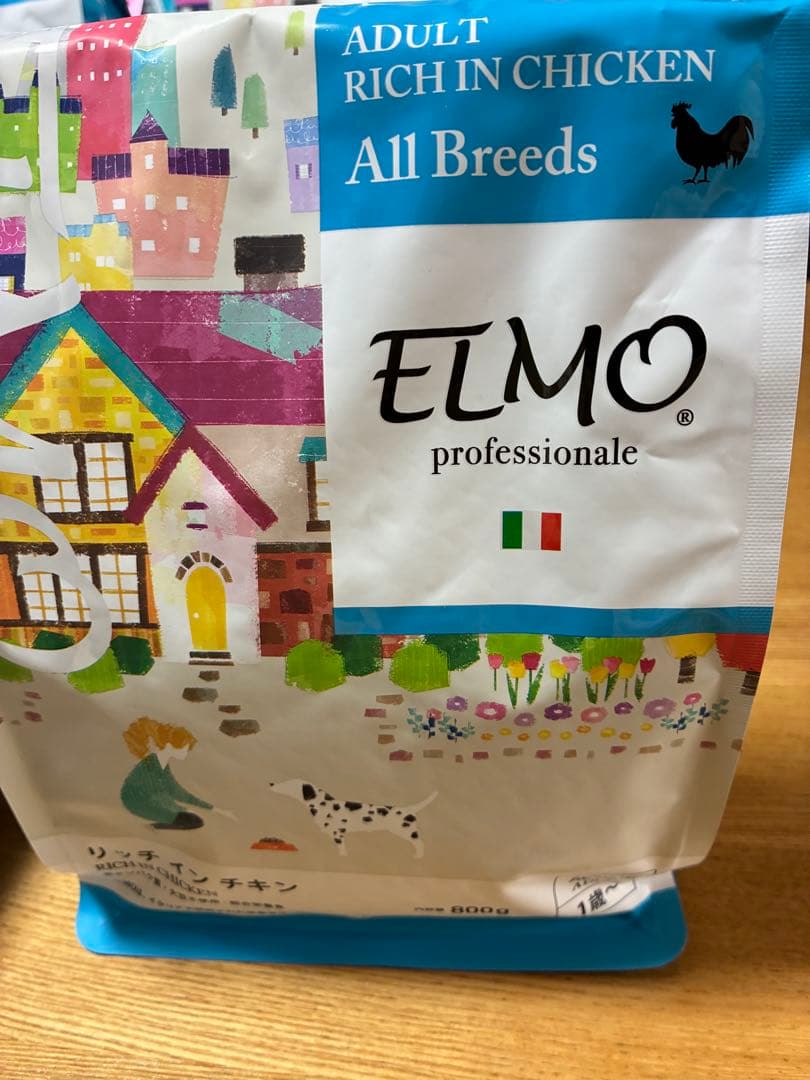 ADULT
RICH IN CHICKEN
All Breeds
ELMO
®
professionale
リッチ イン チキン
RICH IN CHICKEN
800g
1歳～